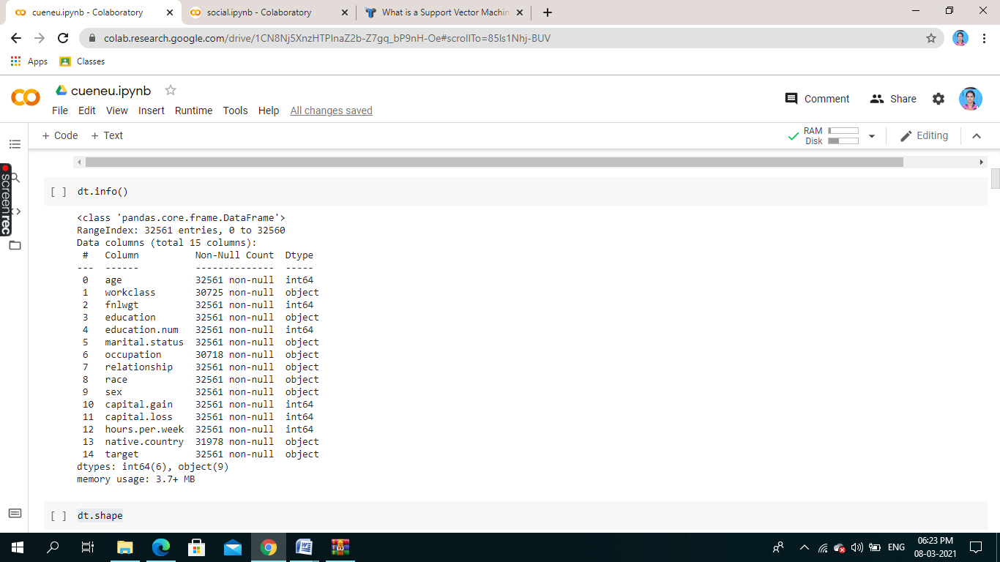 cueneu.ipynb - Colaboratory
social.ipynb - Colaboratory
What is a Support Vector Machin
colab.research.google.com/drive/1CN8Nj5XnzHTPInaZ2b-Z7gq_bP9nH-Oe#scrollTo=85Is1Nhj-BUV
Apps Classes
cueneu.ipynb
Comment Share
File Edit View Insert Runtime Tools Help All changes saved
+ Code + Text
RAM
Disk
Editing
screenrec
[ ] dt.info()
<class 'pandas.core.frame.DataFrame'>
RangeIndex: 32561 entries, 0 to 32560
Data columns (total 15 columns):
 #   Column          Non-Null Count  Dtype
---  ------          --------------  -----
 0   age             32561 non-null  int64
 1   workclass       30725 non-null  object
 2   fnlwgt          32561 non-null  int64
 3   education       32561 non-null  object
 4   education.num   32561 non-null  int64
 5   marital.status  32561 non-null  object
 6   occupation      30718 non-null  object
 7   relationship    32561 non-null  object
 8   race            32561 non-null  object
 9   sex             32561 non-null  object
 10  capital.gain    32561 non-null  int64
 11  capital.loss    32561 non-null  int64
 12  hours.per.week  32561 non-null  int64
 13  native.country  31978 non-null  object
 14  target          32561 non-null  object
dtypes: int64(6), object(9)
memory usage: 3.7+ MB
[ ] dt.shape
ENG
06:23 PM
08-03-2021